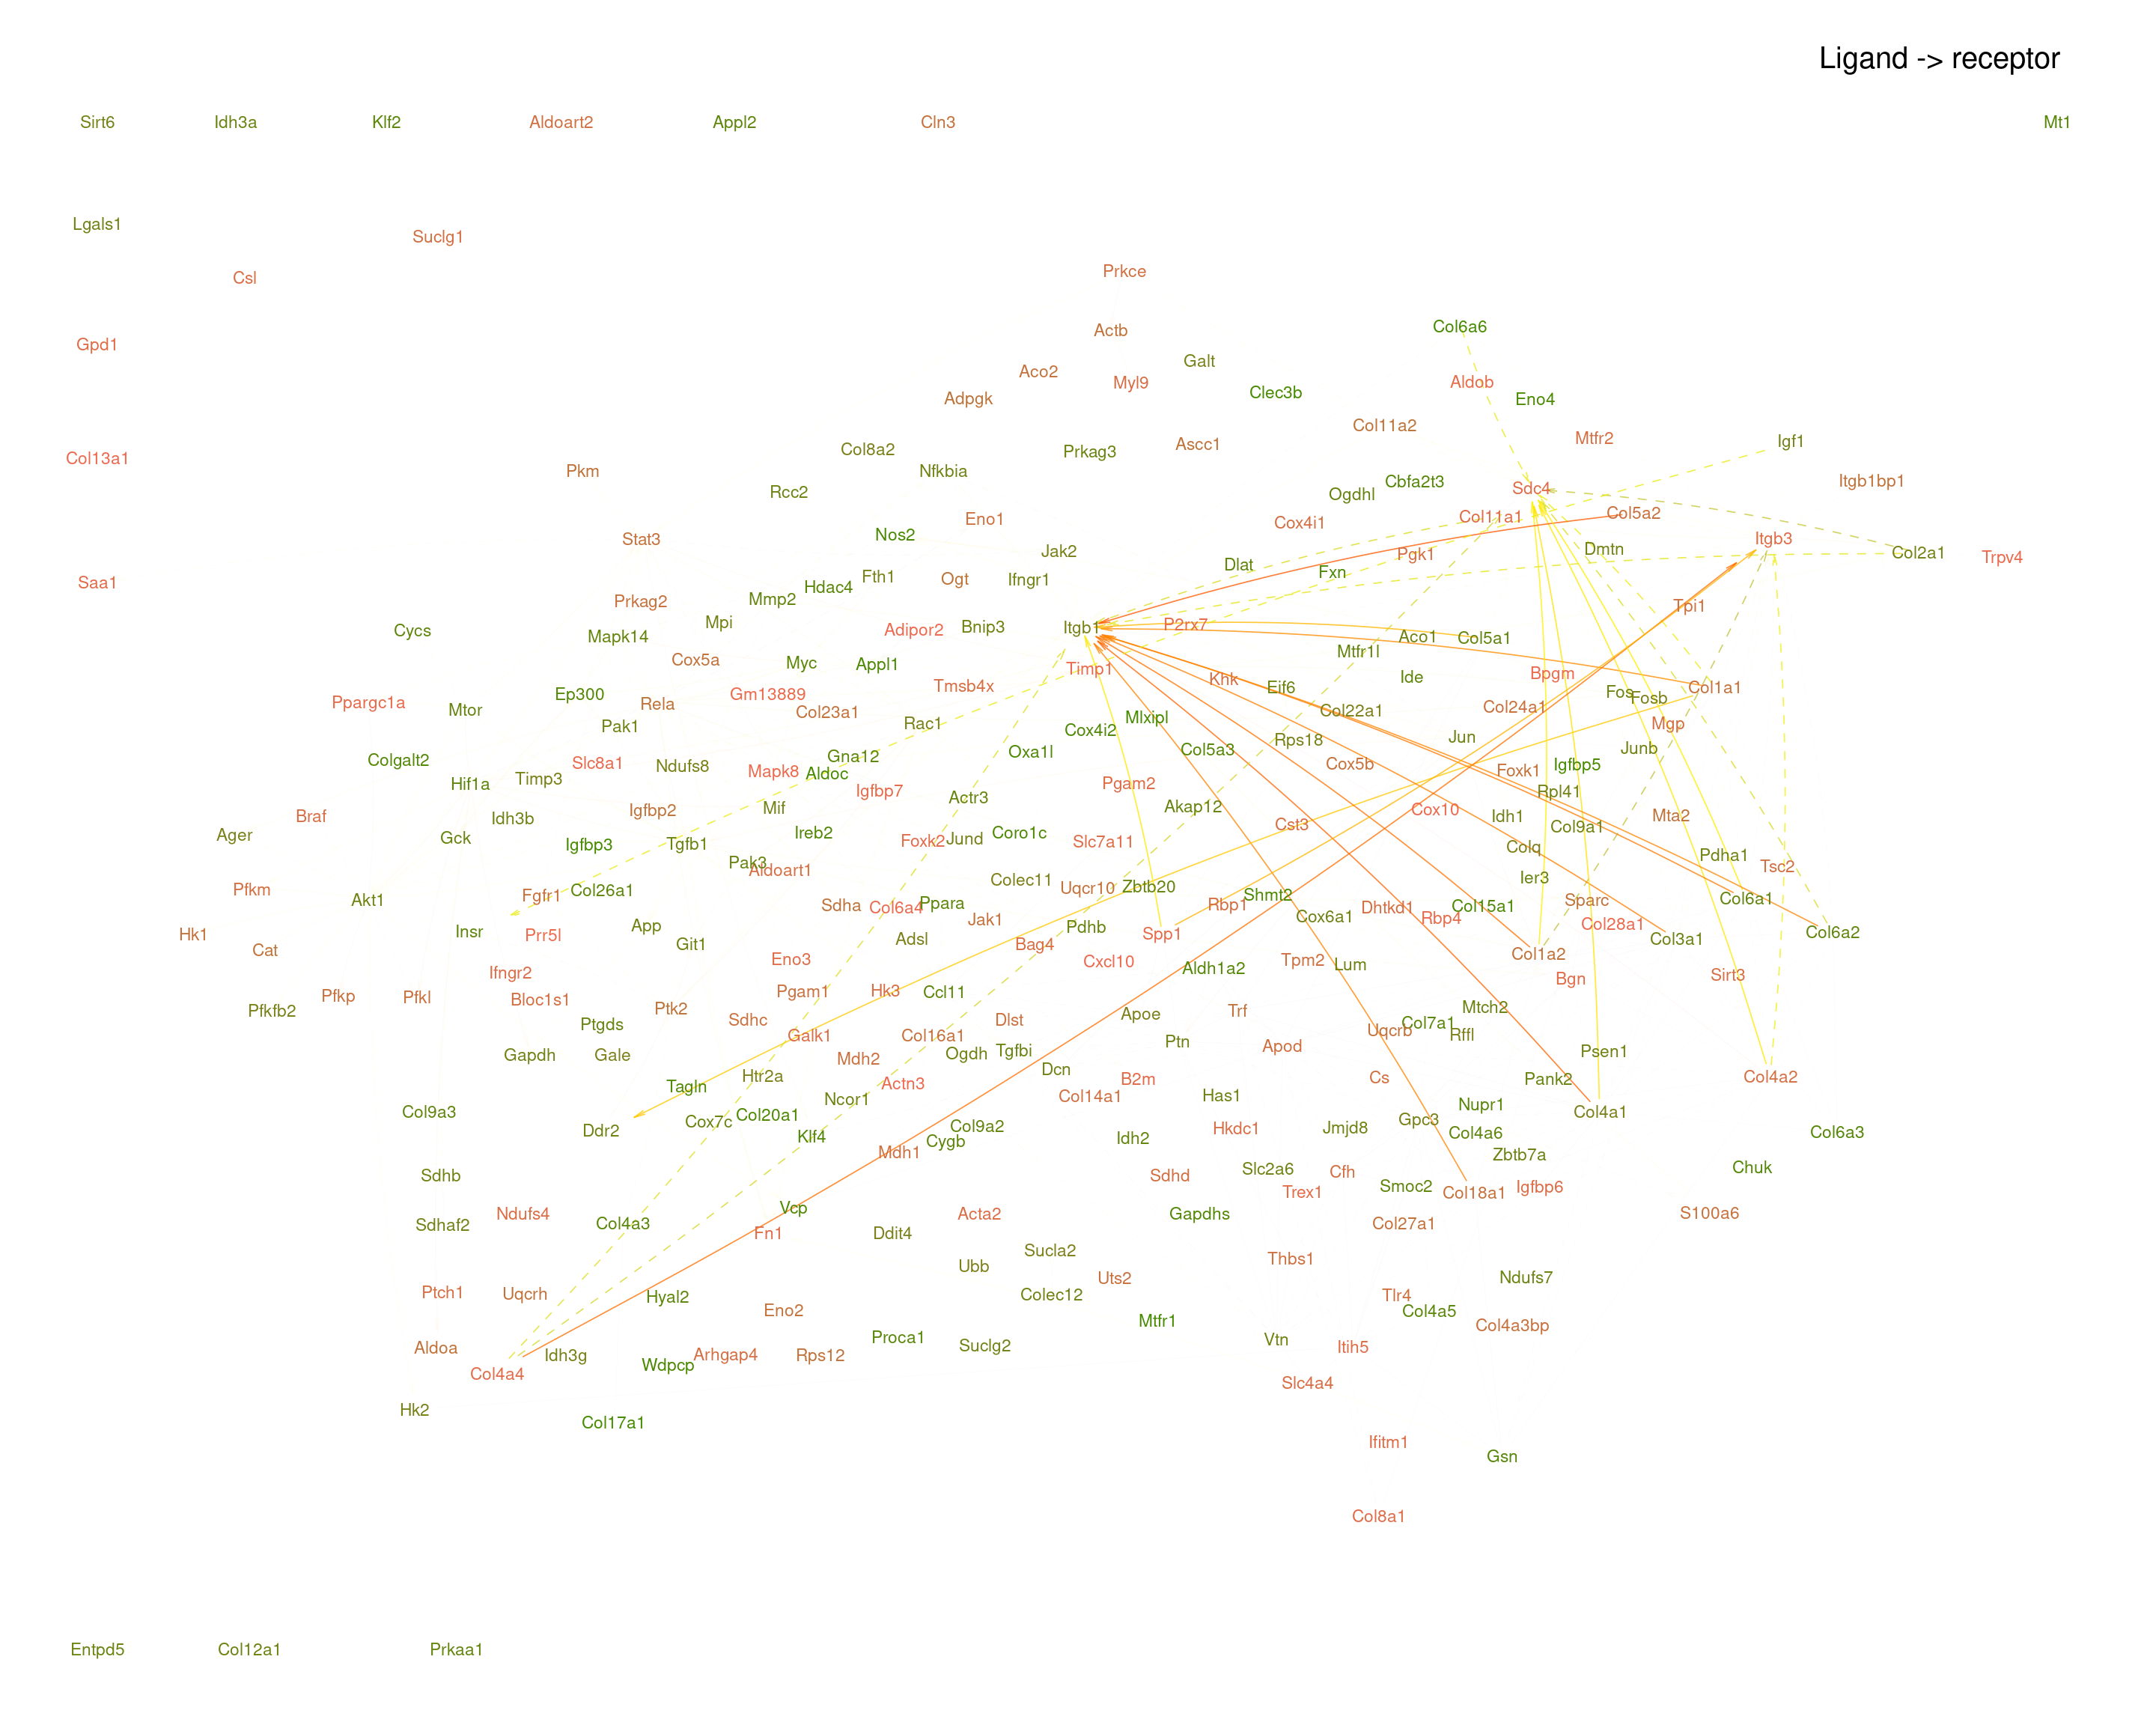 Ligand -> receptor
Sirt6 Idh3a Klf2 Aldoart2 Appl2 Cln3 Mt1
Lgals1 Suclg1
Csl Prkce
Gpd1 Actb Col6a6
Aco2 Myl9 Galt Aldob
Adpgk Clec3b Eno4
Col13a1 Col8a2 Prkag3 Ascc1 Col11a2 Mtfr2 Igf1
Pkm Nfkbia Cbfa2t3 Itgb1bp1
Rcc2 Ogdhl Sdc4
Eno1 Cox4i1 Col11a1 Col5a2
Stat3 Nos2 Jak2 Pgk1 Dmtn Itgb3 Col2a1 Trpv4
Saa1 Hdac4 Fth1 Ogt Ifngr1 Dlat Fxn
Prkag2 Mmp2 Tpi1
Cycs Mapk14 Mpi Adipor2 Bnip3 Itgb1 P2rx7 Aco1 Col5a1
Cox5a Myc Appl1 Timp1 Mtfr1l
Ppargc1a Ep300 Gm13889 Tmsb4x Khk Eif6 Ide Bpgm Fos Fosb Col1a1
Mtor Rela Col23a1 Col22a1 Col24a1
Pak1 Rac1 Cox4i2 Mlxipl Mgp
Colgalt2 Slc8a1 Ndufs8 Gna12 Oxa1l Col5a3 Rps18 Jun Junb
Hif1a Timp3 Mapk8 Aldoc Igfbp7 Pgam2 Cox5b Foxk1 Igfbp5
Braf Idh3b Igfbp2 Mif Actr3 Akap12 Cox10 Idh1 Rpl41 Mta2
Ager Gck Igfbp3 Tgfb1 Ireb2 Foxk2 Jund Coro1c Slc7a11 Cst3 Colq Col9a1
Pak3 Aldoart1 Pdha1 Tsc2
Pfkm Akt1 Fgfr1 Col26a1 Colec11 Uqcr10 Zbtb20 Shmt2 Ier3 Sparc Col6a1
Sdha Col6a4 Ppara Rbp1 Dhtkd1 Col15a1
Hk1 Insr Prr5l App Jak1 Pdhb Spp1 Cox6a1 Rbp4 Col28a1 Col3a1 Col6a2
Cat Git1 Adsl Bag4 Col1a2
Ifngr2 Eno3 Cxcl10 Aldh1a2 Tpm2 Lum Bgn Sirt3
Pfkfb2 Pfkp Pfkl Bloc1s1 Ptk2 Pgam1 Hk3 Ccl11 Apoe Trf Mtch2
Ptgds Sdhc Galk1 Col16a1 Dlst Uqcrb Col7a1 Rffl
Gapdh Gale Mdh2 Ogdh Tgfbi Ptn Apod Psen1
Tagln Htr2a Actn3 Dcn B2m Cs Pank2 Col4a2
Col9a3 Cox7c Col20a1 Ncor1 Col14a1 Has1 Gpc3 Nupr1 Col4a1
Ddr2 Klf4 Cygb Col9a2 Idh2 Hkdc1 Jmjd8 Col4a6 Col6a3
Sdhb Mdh1 Sdhd Slc2a6 Cfh Zbtb7a Chuk
Ndufs4 Vcp Trex1 Smoc2 Col18a1 Igfbp6
Sdhaf2 Col4a3 Fn1 Ddit4 Acta2 Gapdhs Col27a1 S100a6
Ubb Sucla2 Uts2 Thbs1 Ndufs7
Ptch1 Uqcrh Hyal2 Eno2 Colec12 Tlr4
Aldoa Proca1 Suclg2 Mtfr1 Vtn Itih5 Col4a5 Col4a3bp
Col4a4 Idh3g Wdpcp Arhgap4 Rps12
Hk2 Slc4a4
Col17a1 Ifitm1
Gsn
Col8a1
Entpd5 Col12a1 Prkaa1